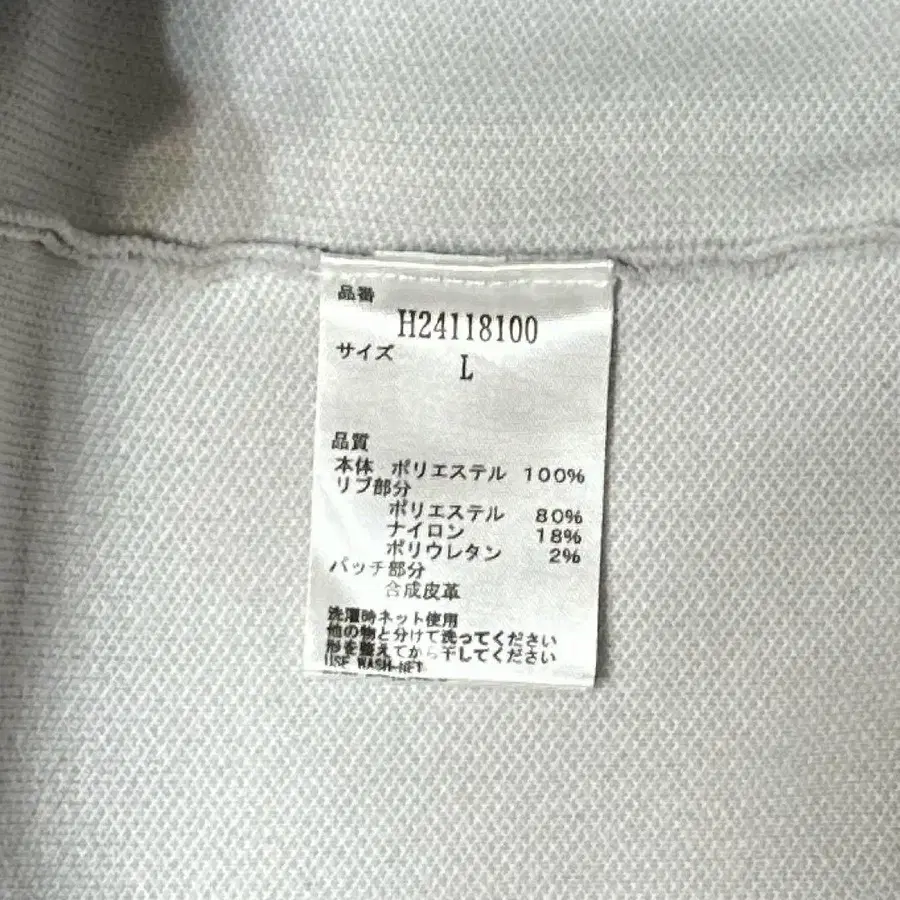 品番
H24118100
サイズ
L
品質
本体 ポリエステル 100%
リブ部分
ポリエステル 80%
ナイロン 18%
ポリウレタン 2%
パッチ部分
合成皮革
洗濯時ネット使用
他の物と分けて洗ってください
形を整えてから干してください
USE WASH-NET